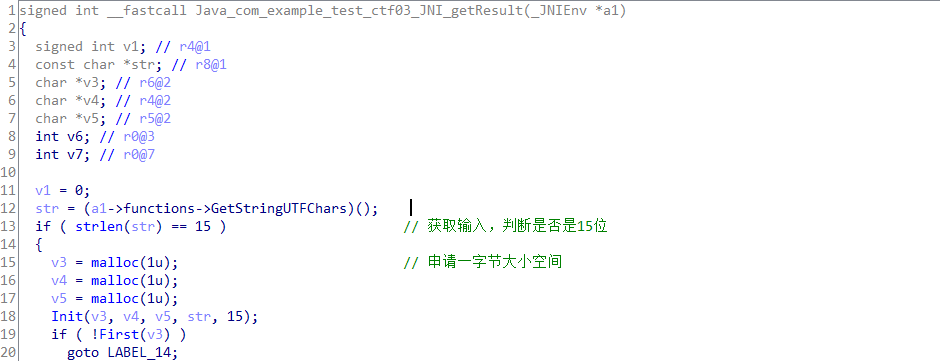 1 signed int __fastcall Java_com_example_test_ctf03_JNI_getResult(_JNIEnv *a1)
2 {
3   signed int v1; // r4@1
4   const char *str; // r8@1
5   char *v3; // r6@2
6   char *v4; // r4@2
7   char *v5; // r5@2
8   int v6; // r0@3
9   int v7; // r0@7
10
11   v1 = 0;
12   str = (a1->functions->GetStringUTFChars)();
13   if ( strlen(str) == 15 )                      // 获取输入，判断是否是15位
14   {
15     v3 = malloc(1u);                            // 申请一字节大小空间
16     v4 = malloc(1u);
17     v5 = malloc(1u);
18     Init(v3, v4, v5, str, 15);
19     if ( !First(v3) )
20       goto LABEL_14;